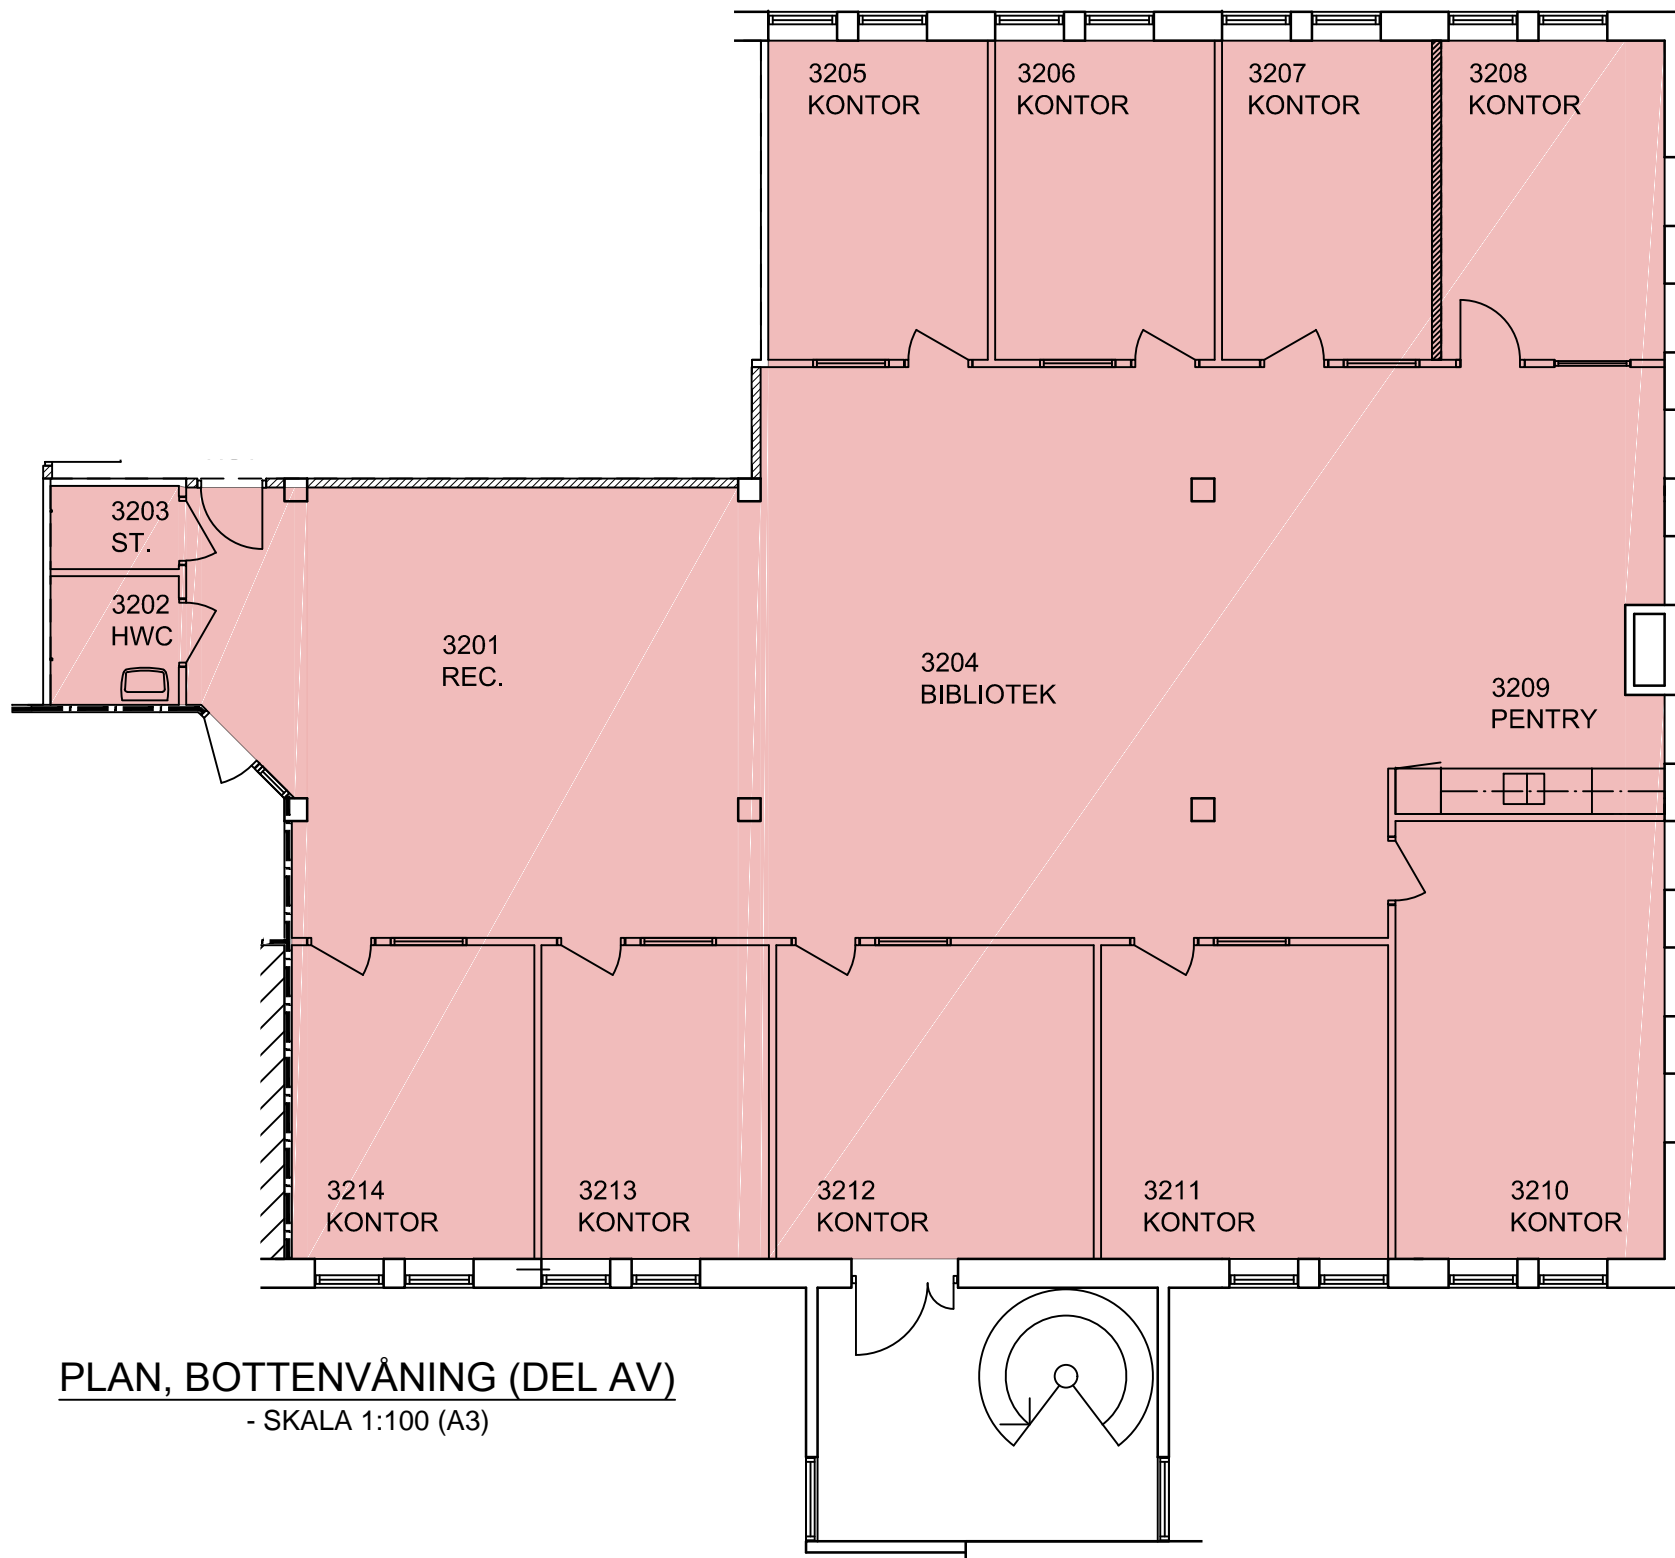 3205
KONTOR
3206
KONTOR
3207
KONTOR
3208
KONTOR
3203
ST.
3202
HWC
3201
REC.
3204
BIBLIOTEK
3209
PENTRY
3214
KONTOR
3213
KONTOR
3212
KONTOR
3211
KONTOR
3210
KONTOR
PLAN, BOTTENVÅNING (DEL AV)
- SKALA 1:100 (A3)